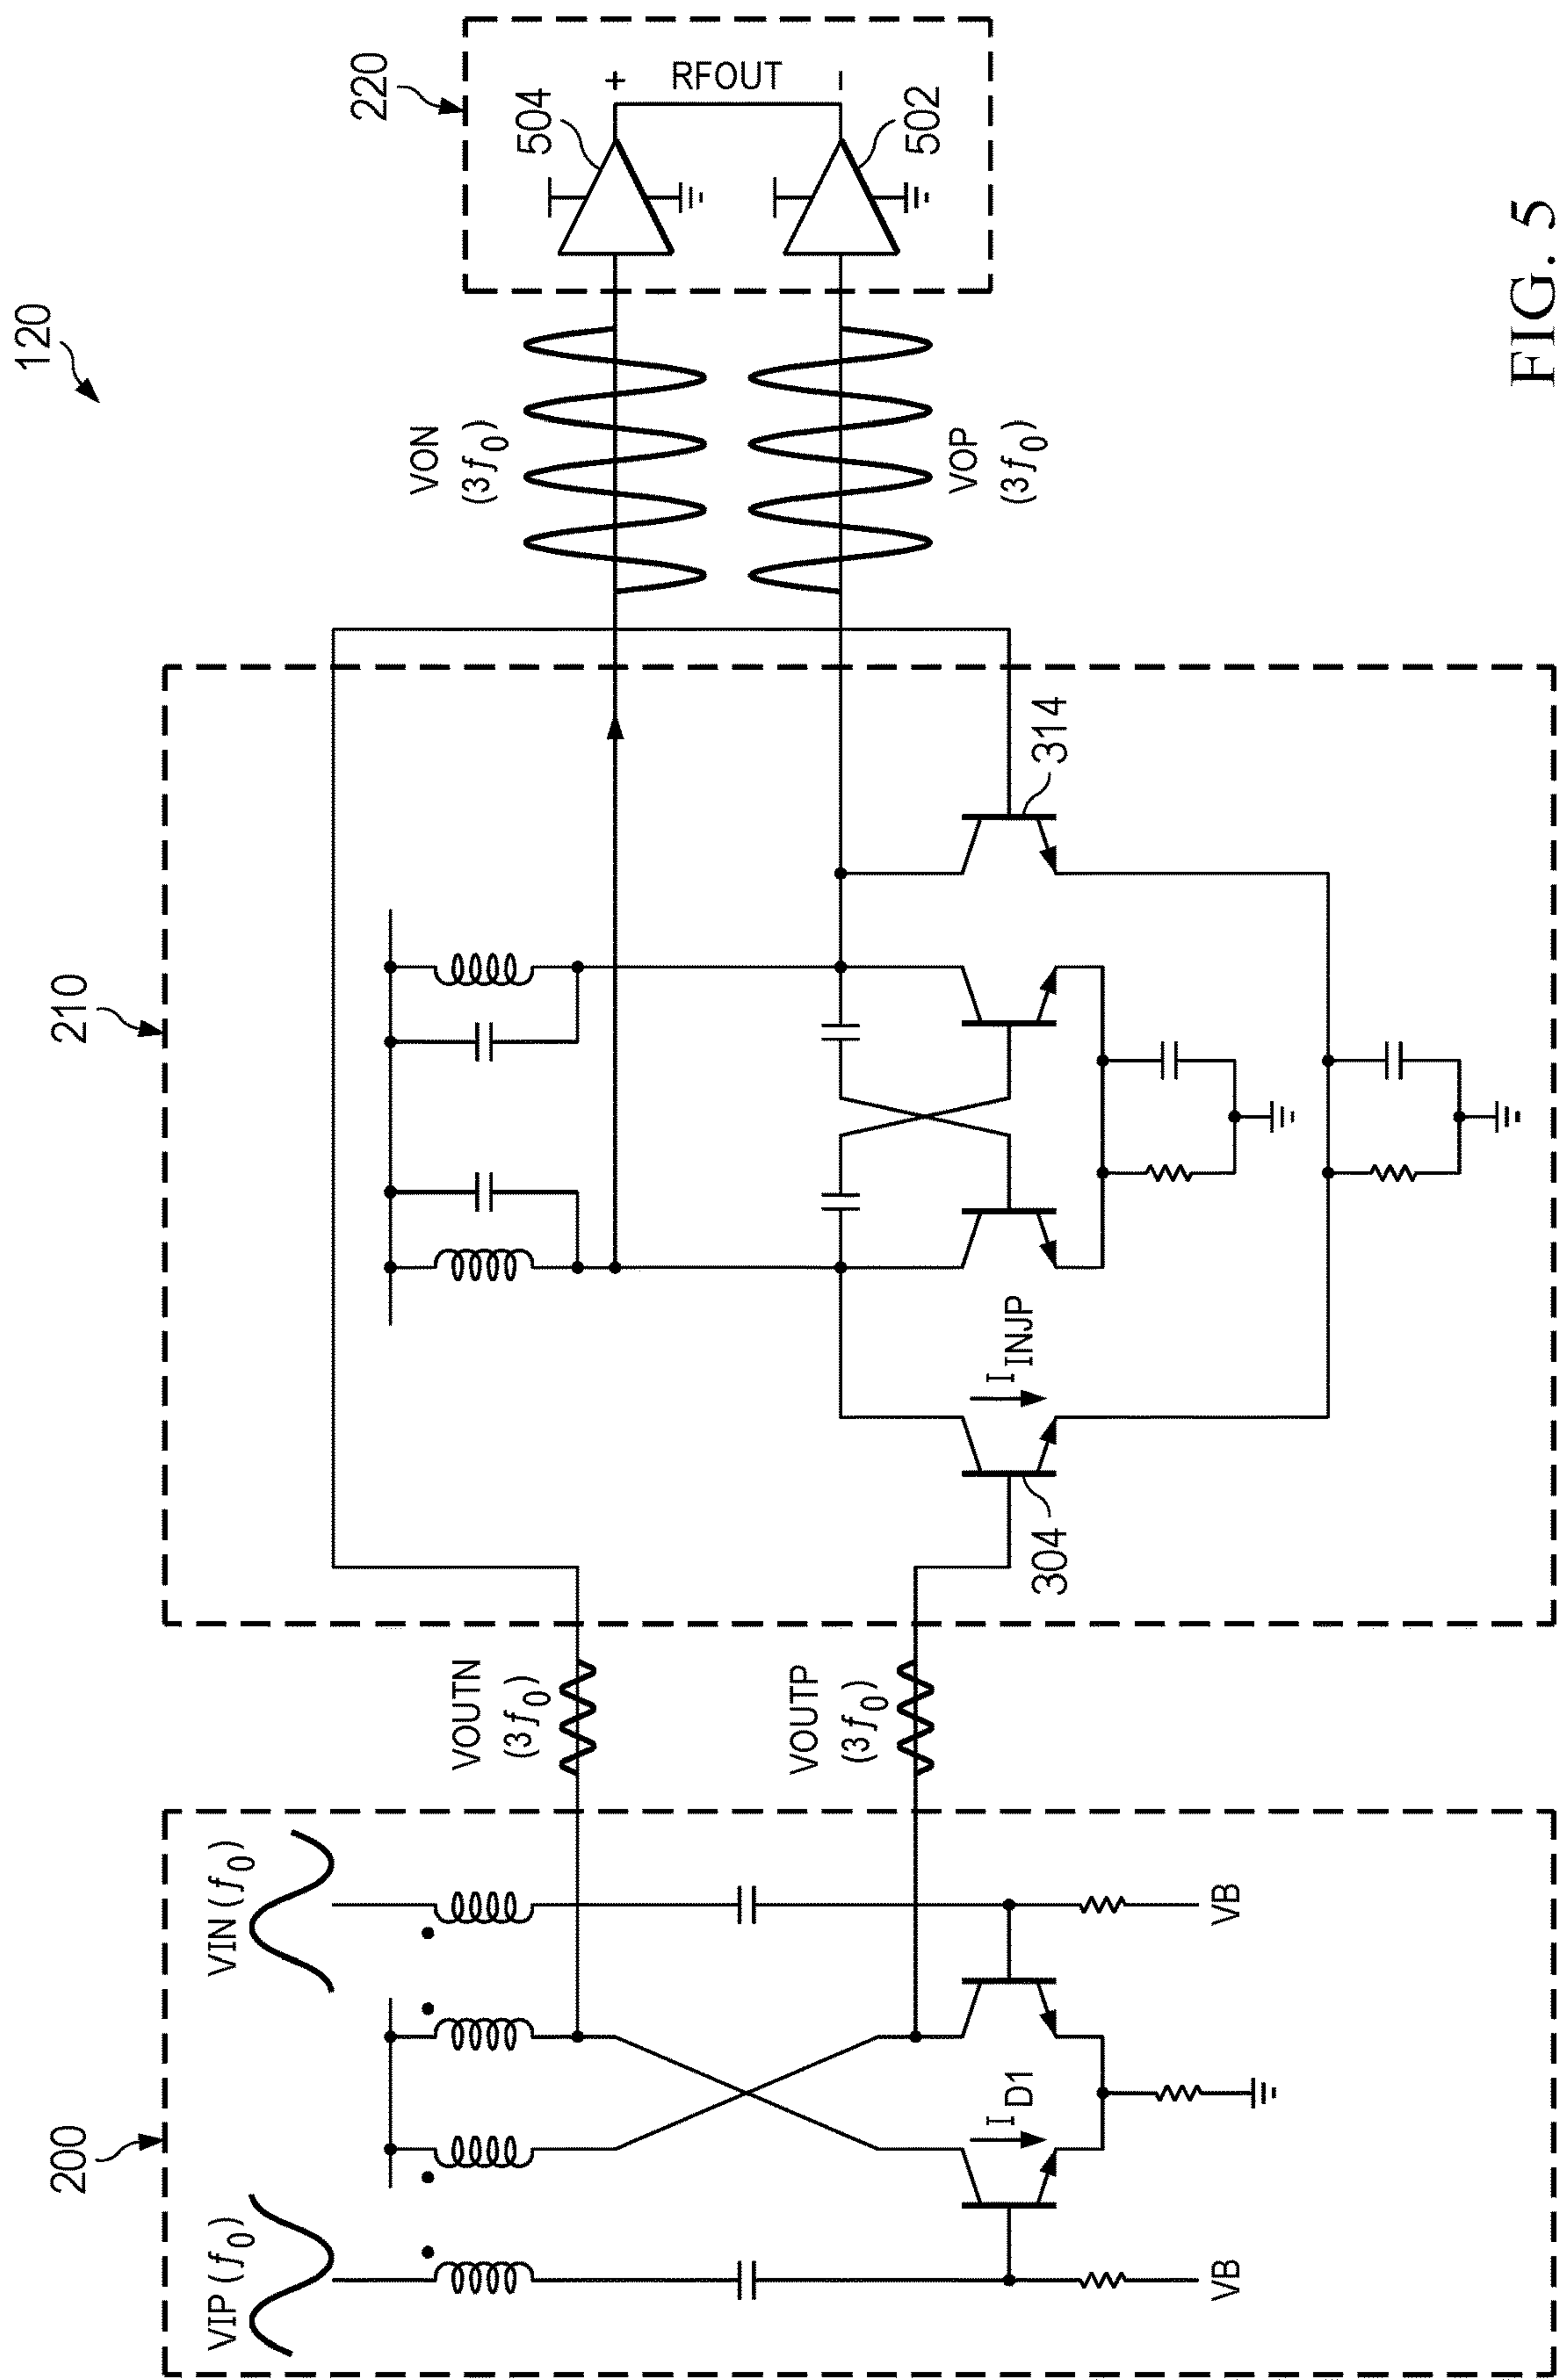 120
200
210
220
VIP (f0)
VIN (f0)
VOUTN
(3f0)
VOUTP
(3f0)
VON
(3f0)
VOP
(3f0)
504
+
RFOUT
-
502
ID1
VB
VB
304
IINJP
314
FIG. 5